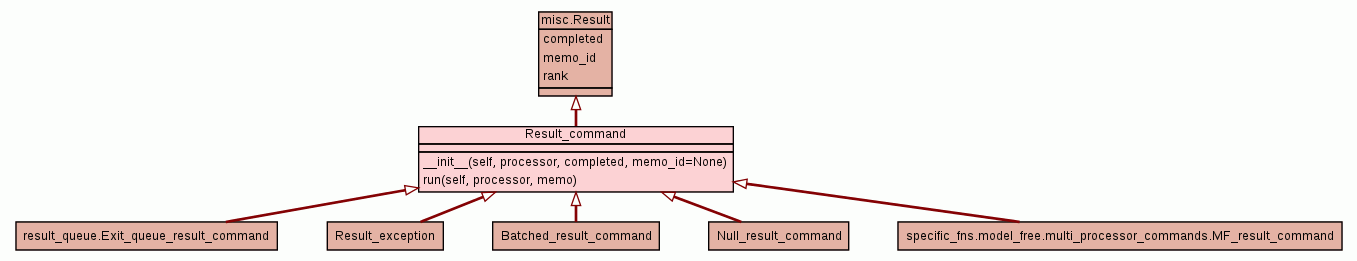 misc.Result
completed
memo_id
rank
Result_command
__init__(self, processor, completed, memo_id=None)
run(self, processor, memo)
result_queue.Exit_queue_result_command
Result_exception
Batched_result_command
Null_result_command
specific_fns.model_free.multi_processor_commands.MF_result_command